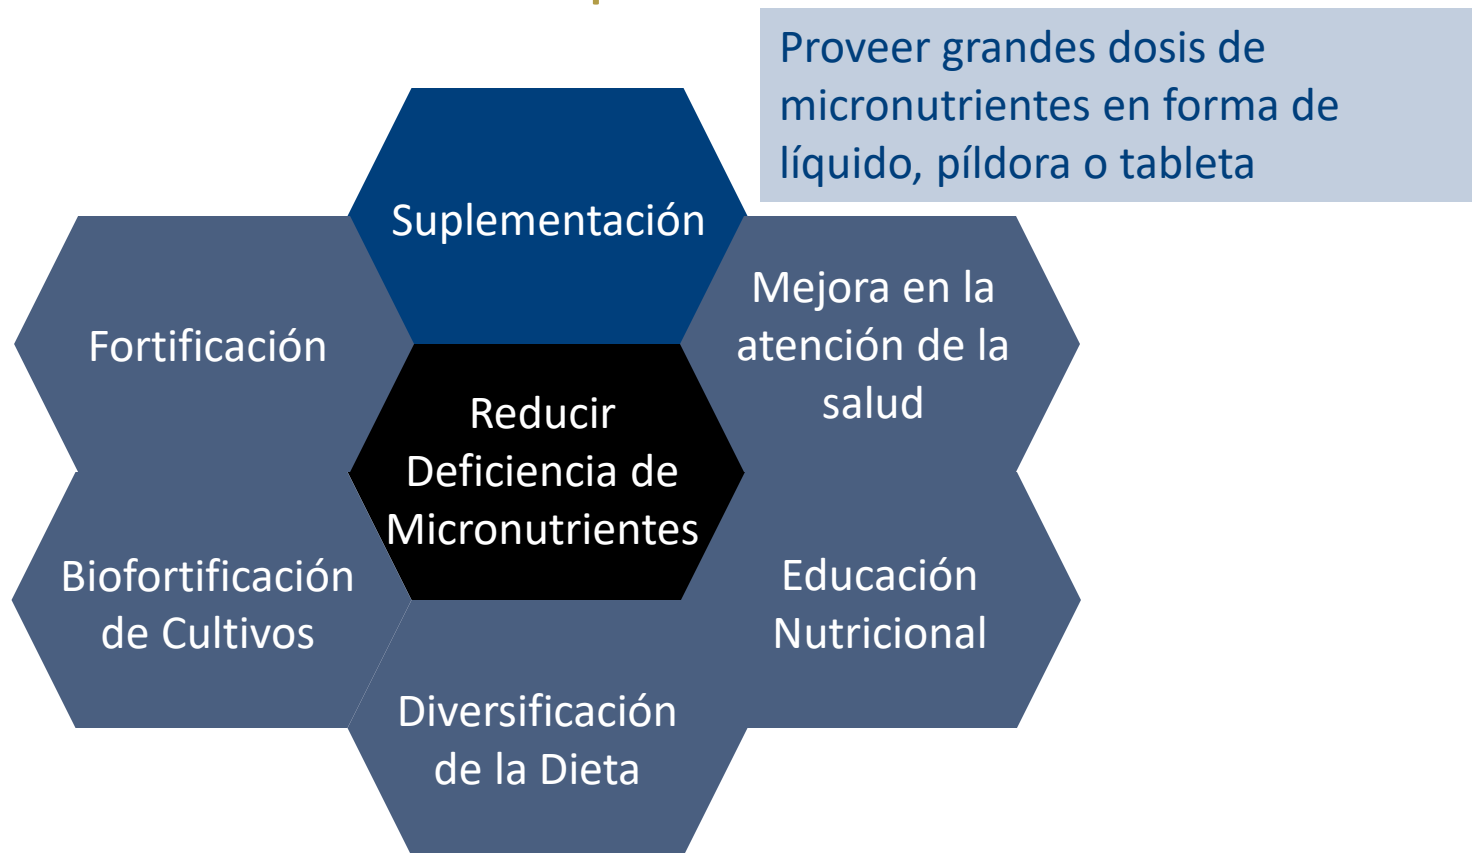 Proveer grandes dosis de
micronutrientes en forma de
líquido, píldora o tableta
Suplementación
Mejora en la
atención de la
salud
Fortificación
Reducir
Deficiencia de
Micronutrientes
Biofortificación
de Cultivos
Educación
Nutricional
Diversificación
de la Dieta